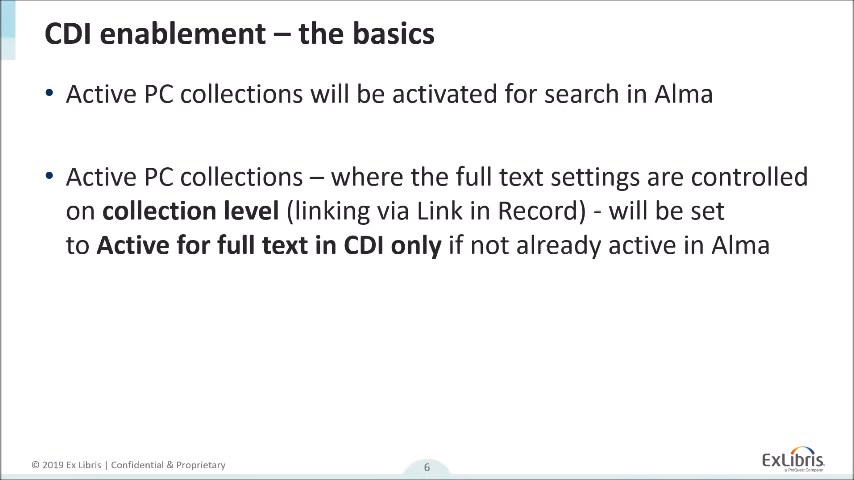 CDI enablement – the basics
• Active PC collections will be activated for search in Alma
• Active PC collections – where the full text settings are controlled
on collection level (linking via Link in Record) - will be set
to Active for full text in CDI only if not already active in Alma
© 2019 Ex Libris | Confidential & Proprietary
6
ExLibris
a ProQuest Company